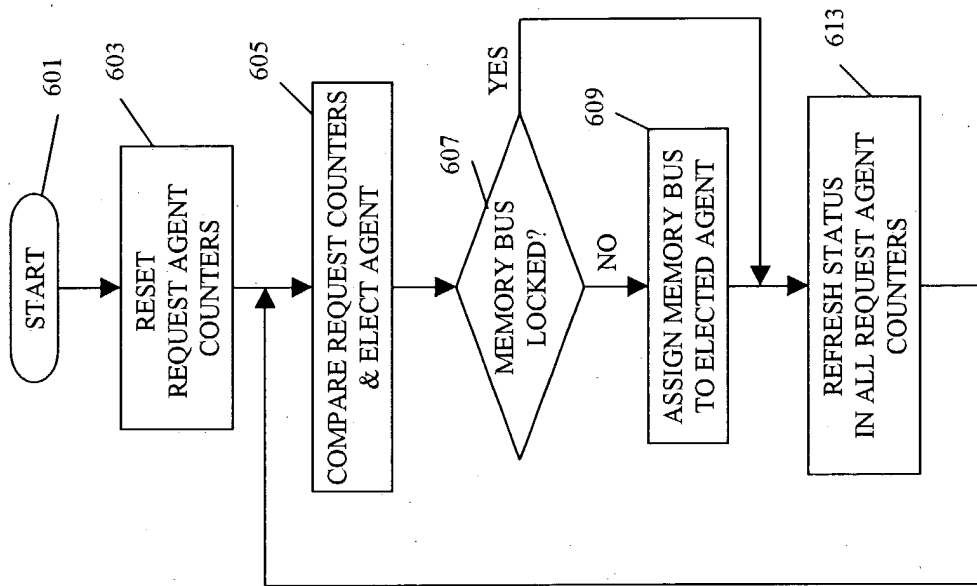 START
601
RESET
REQUEST AGENT
COUNTERS
603
COMPARE REQUEST COUNTERS
& ELECT AGENT
605
MEMORY BUS
LOCKED?
607
YES
NO
ASSIGN MEMORY BUS
TO ELECTED AGENT
609
REFRESH STATUS
IN ALL REQUEST AGENT
COUNTERS
613